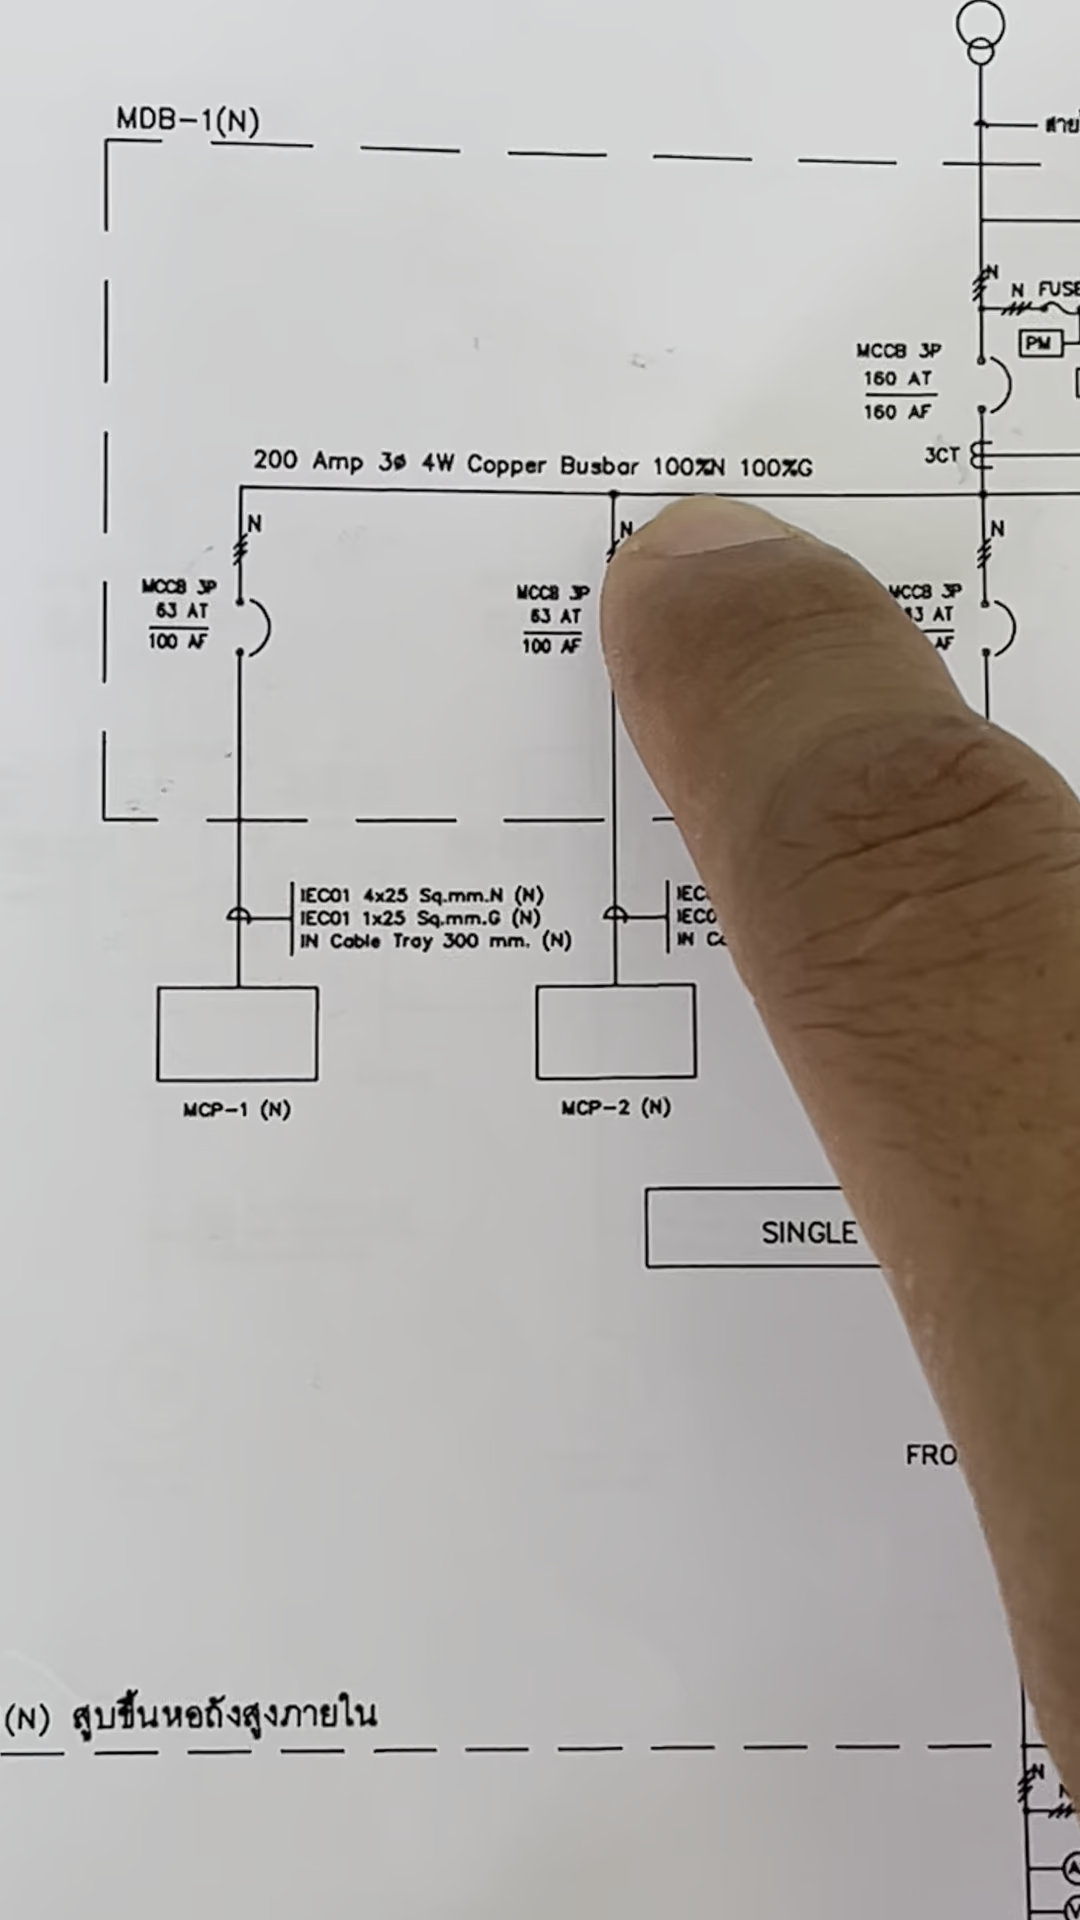 MDB-1(N)
สาย
N
N FUSE
PM
MCCB 3P
160 AT
160 AF
3CT
200 Amp 3ø 4W Copper Busbar 100%N 100%G
N
N
N
MCCB 3P
63 AT
100 AF
MCCB 3P
63 AT
100 AF
MCCB 3P
AT
AF
IEC01 4x25 Sq.mm.N (N)
IEC01 1x25 Sq.mm.G (N)
IN Cable Tray 300 mm. (N)
IEC
IEC0
IN
MCP-1 (N)
MCP-2 (N)
SINGLE
FRO
(N) สูบขึ้นหอถังสูงภายใน
N
A
V